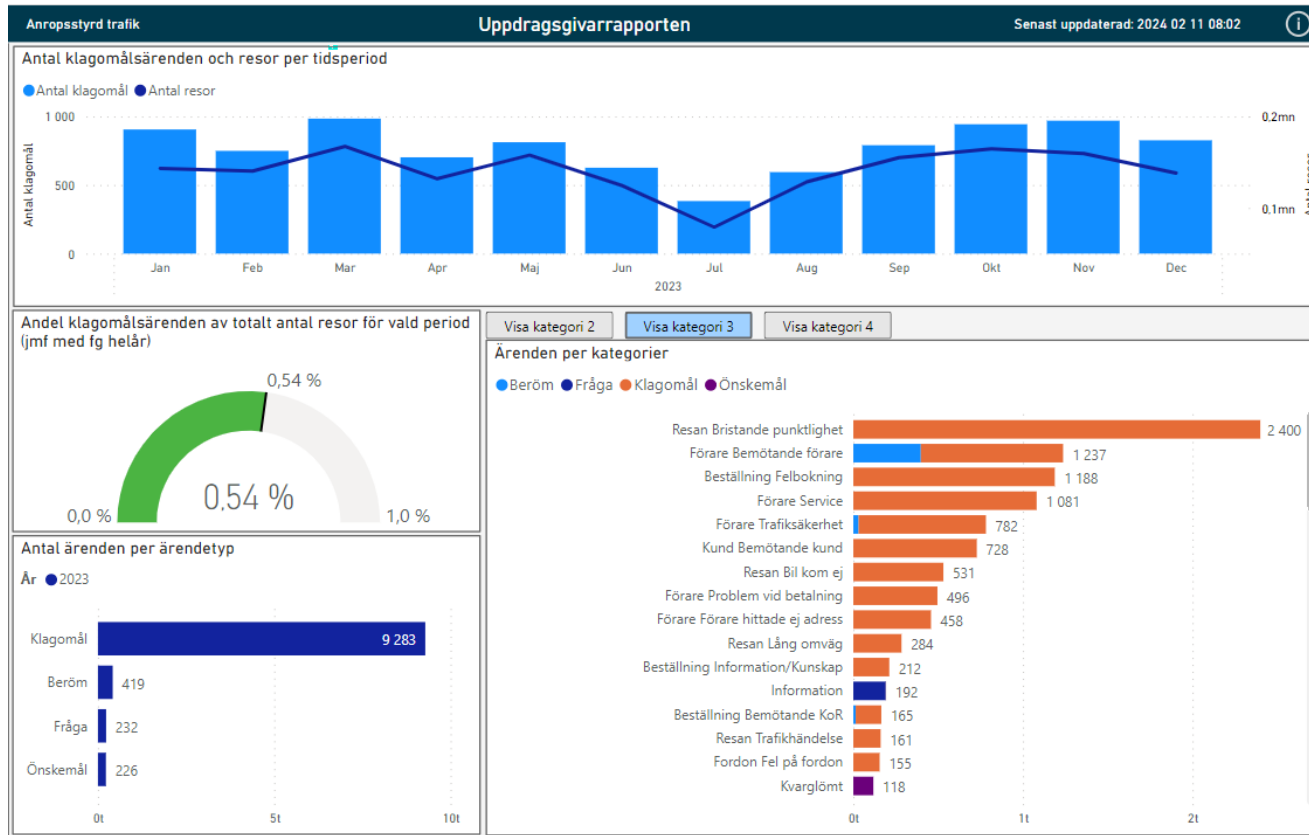 Anropsstyrd trafik
Uppdragsgivarrapporten
Senast uppdaterad: 2024 02 11 08:02
Antal klagomålsärenden och resor per tidsperiod
Antal klagomål Antal resor
Antal klagomål
1 000
500
0
0.2mn
0.1mn
Antal resor
Jan Feb Mar Apr Maj Jun Jul Aug Sep Okt Nov Dec
2023
Andel klagomålsärenden av totalt antal resor för vald period
(jmf med fg helår)
0,54 %
0,54 %
0,0 %
1,0 %
Antal ärenden per ärendetyp
År 2023
Klagomål 9 283
Beröm 419
Fråga 232
Önskemål 226
0t 5t 10t
Visa kategori 2 Visa kategori 3 Visa kategori 4
Ärenden per kategorier
Beröm Fråga Klagomål Önskemål
Resan Bristande punktlighet 2 400
Förare Bemötande förare 1 237
Beställning Felbokning 1 188
Förare Service 1 081
Förare Trafiksäkerhet 782
Kund Bemötande kund 728
Resan Bil kom ej 531
Förare Problem vid betalning 496
Förare Förare hittade ej adress 458
Resan Lång omväg 284
Beställning Information/Kunskap 212
Information 192
Beställning Bemötande KoR 165
Resan Trafikhändelse 161
Fordon Fel på fordon 155
Kvarglömt 118
0t 1t 2t